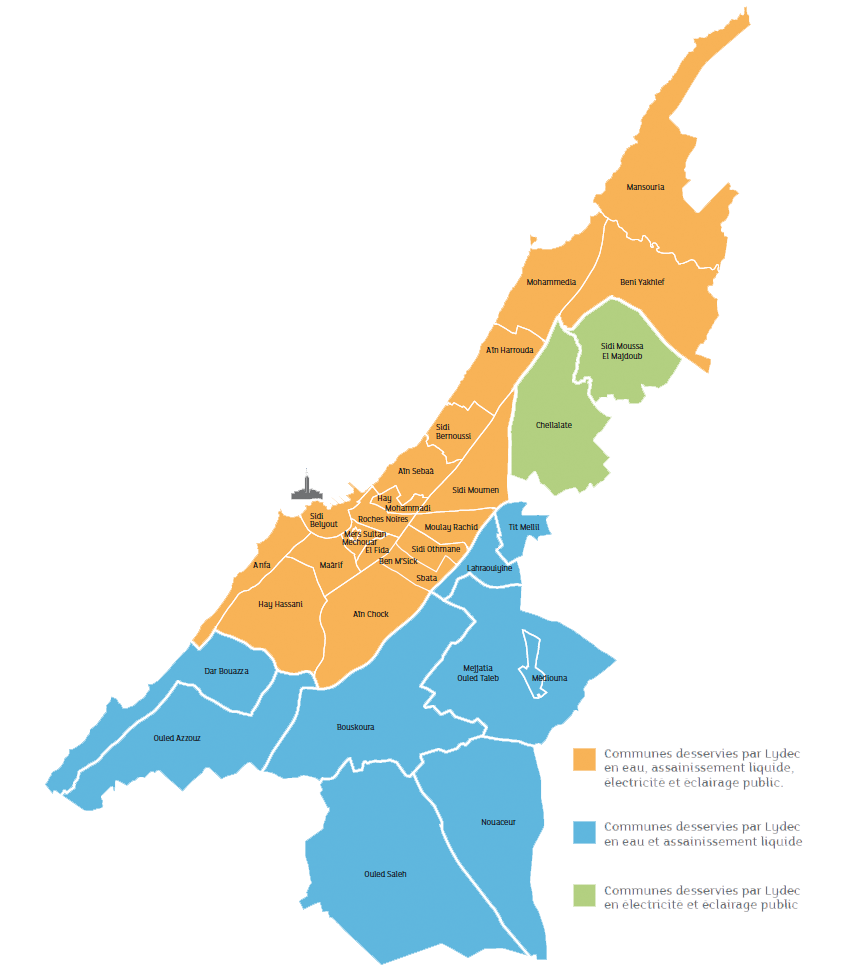 Mansouria
Mohammedia
Beni Yakhlef
Aïn Harrouda
Sidi Moussa
El Majdoub
Chellalate
Sidi
Bernoussi
Aïn Sebaâ
Sidi Moumen
Hay
Mohammadi
Roches Noires
Sidi
Belyout
Moulay Rachid
Tit Mellil
Mers Sultan
Mechouar
El Fida
Sidi Othmane
Ben M'Sick
Anfa
Maârif
Sbata
Lahraouiyine
Hay Hassani
Aïn Chock
Dar Bouazza
Mejjatia
Ouled Taleb
Médiouna
Ouled Azzouz
Bouskoura
Nouaceur
Ouled Saleh
Communes desservies par Lydec
en eau, assainissement liquide,
électricité et éclairage public.
Communes desservies par Lydec
en eau et assainissement liquide
Communes desservies par Lydec
en électricité et éclairage public